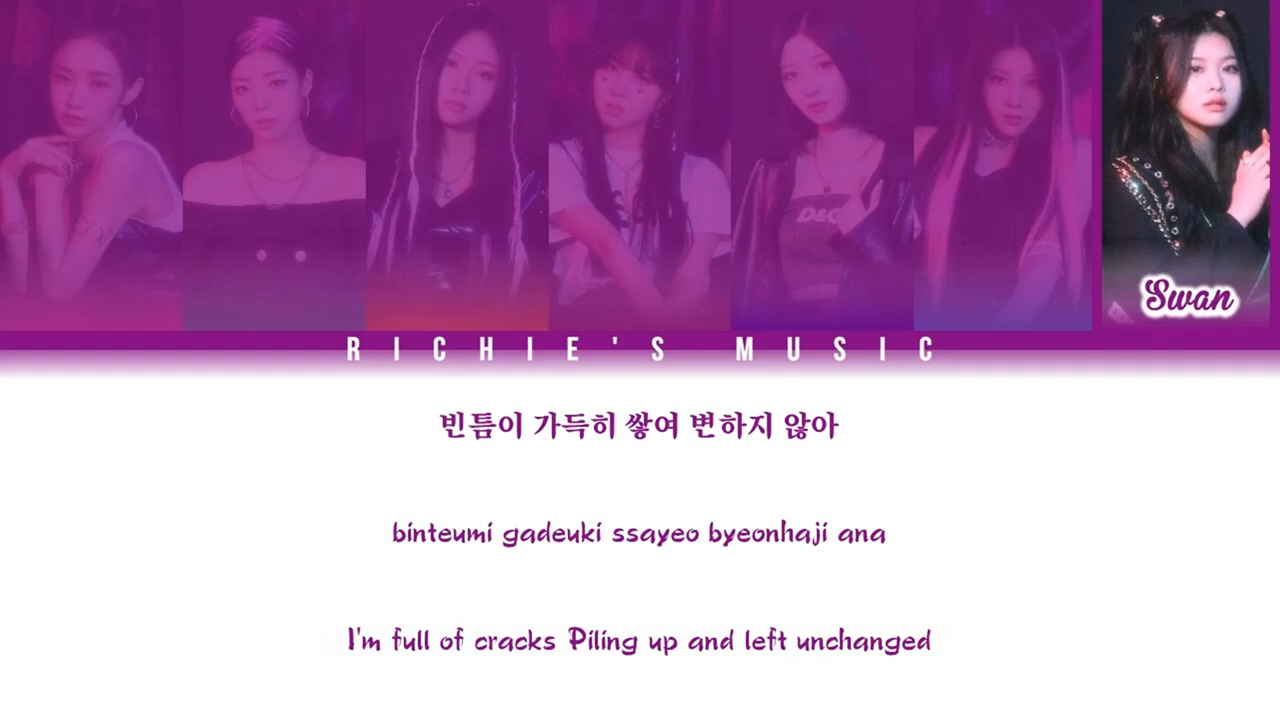 D&G
Swan
RICHIE'S MUSIC
빈틈이 가득히 쌓여 변하지 않아
binteumi gadeuki ssayeo byeonhaji ana
I'm full of cracks Piling up and left unchanged